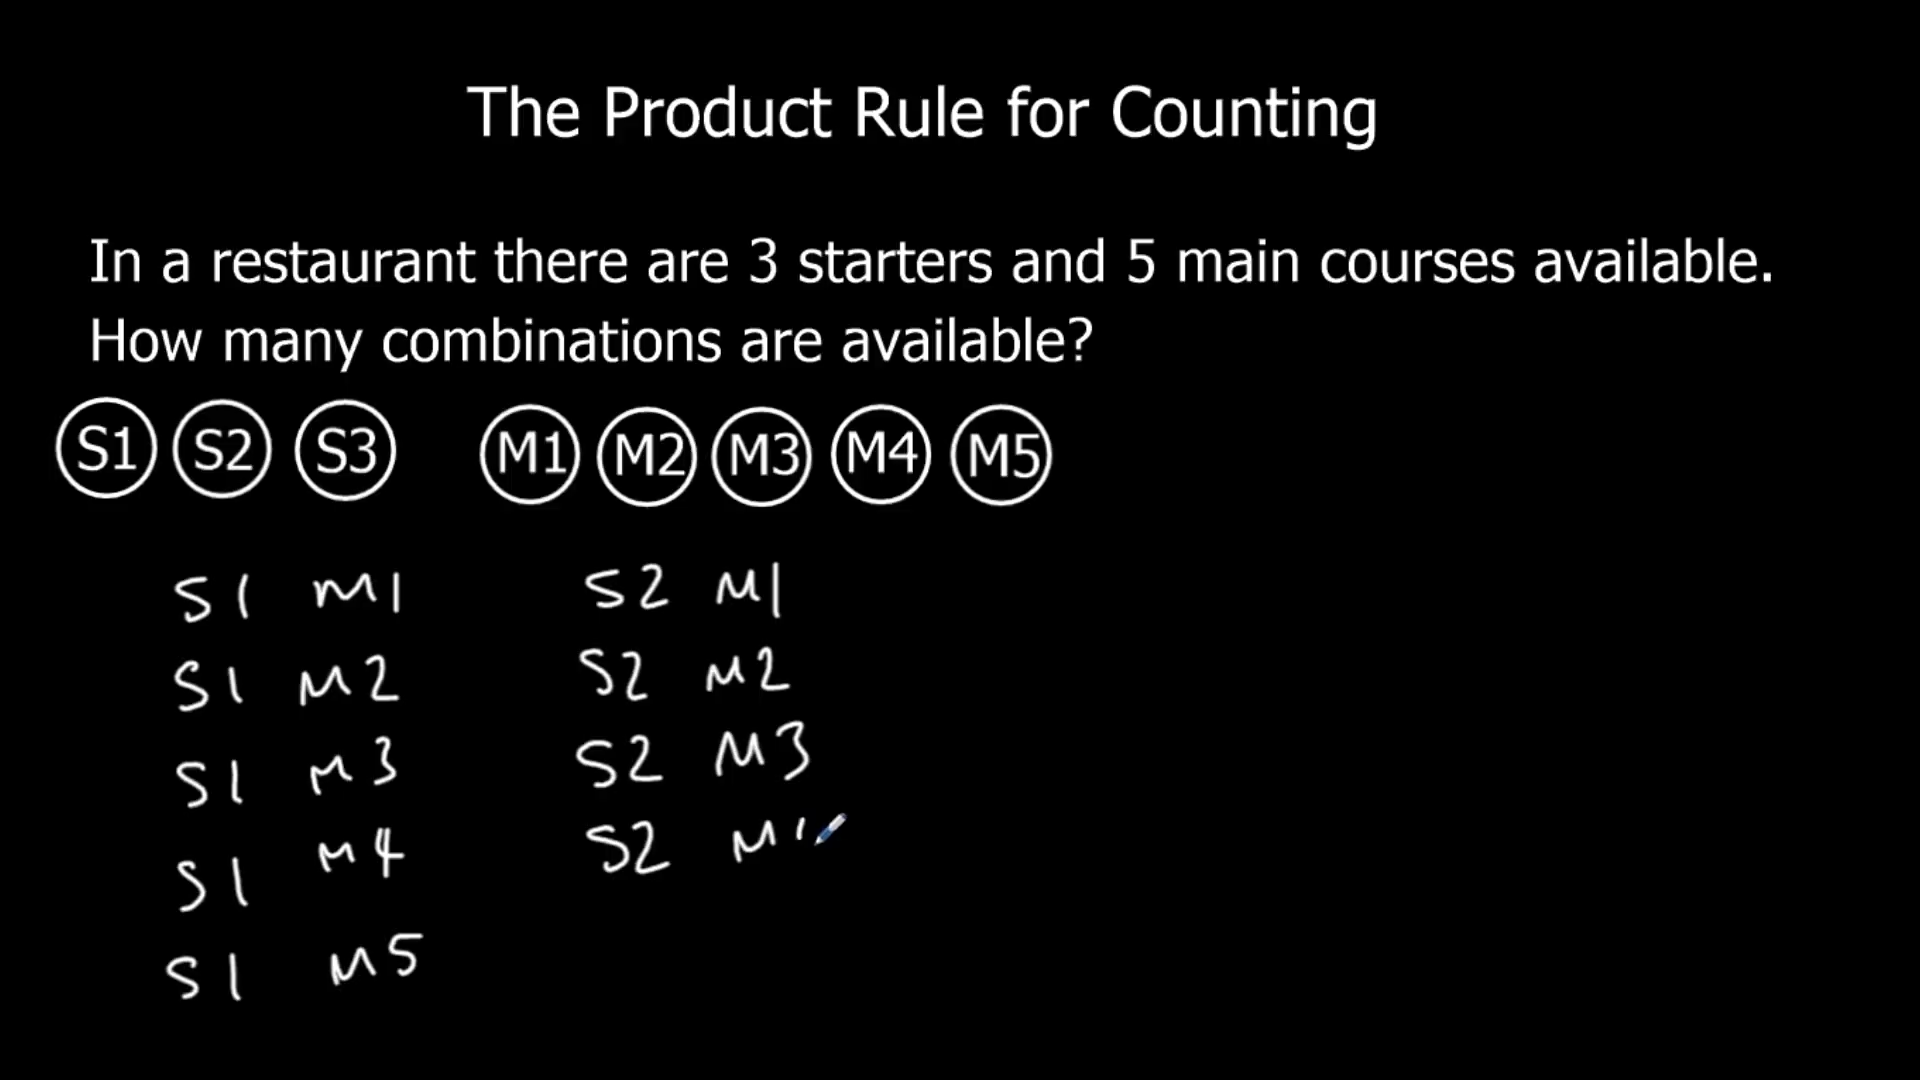 The Product Rule for Counting
In a restaurant there are 3 starters and 5 main courses available.
How many combinations are available?
S1 S2 S3 M1 M2 M3 M4 M5
S1 M1 S2 M1
S1 M2 S2 M2
S1 M3 S2 M3
S1 M4 S2 M
S1 M5